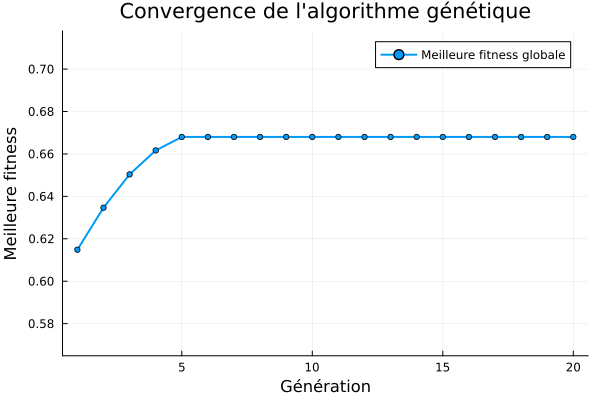 Convergence de l'algorithme génétique
Meilleure fitness globale
Meilleure fitness
0.70
0.68
0.66
0.64
0.62
0.60
0.58
5
10
15
20
Génération